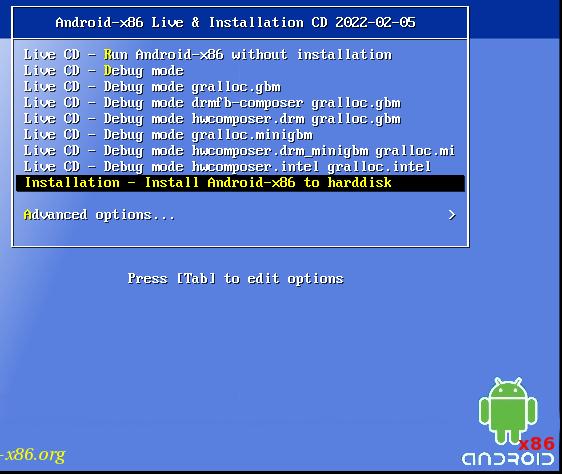 Android-x86 Live & Installation CD 2022-02-05
Live CD - Run Android-x86 without installation
Live CD - Debug mode
Live CD - Debug mode gralloc.gbm
Live CD - Debug mode drmfb-composer gralloc.gbm
Live CD - Debug mode hwcomposer.drm gralloc.gbm
Live CD - Debug mode gralloc.minigbm
Live CD - Debug mode hwcomposer.drm_minigbm gralloc.mi
Live CD - Debug mode hwcomposer.intel gralloc.intel
Installation - Install Android-x86 to harddisk
Advanced options... >
Press [Tab] to edit options
-x86.org
x86
ANDROID